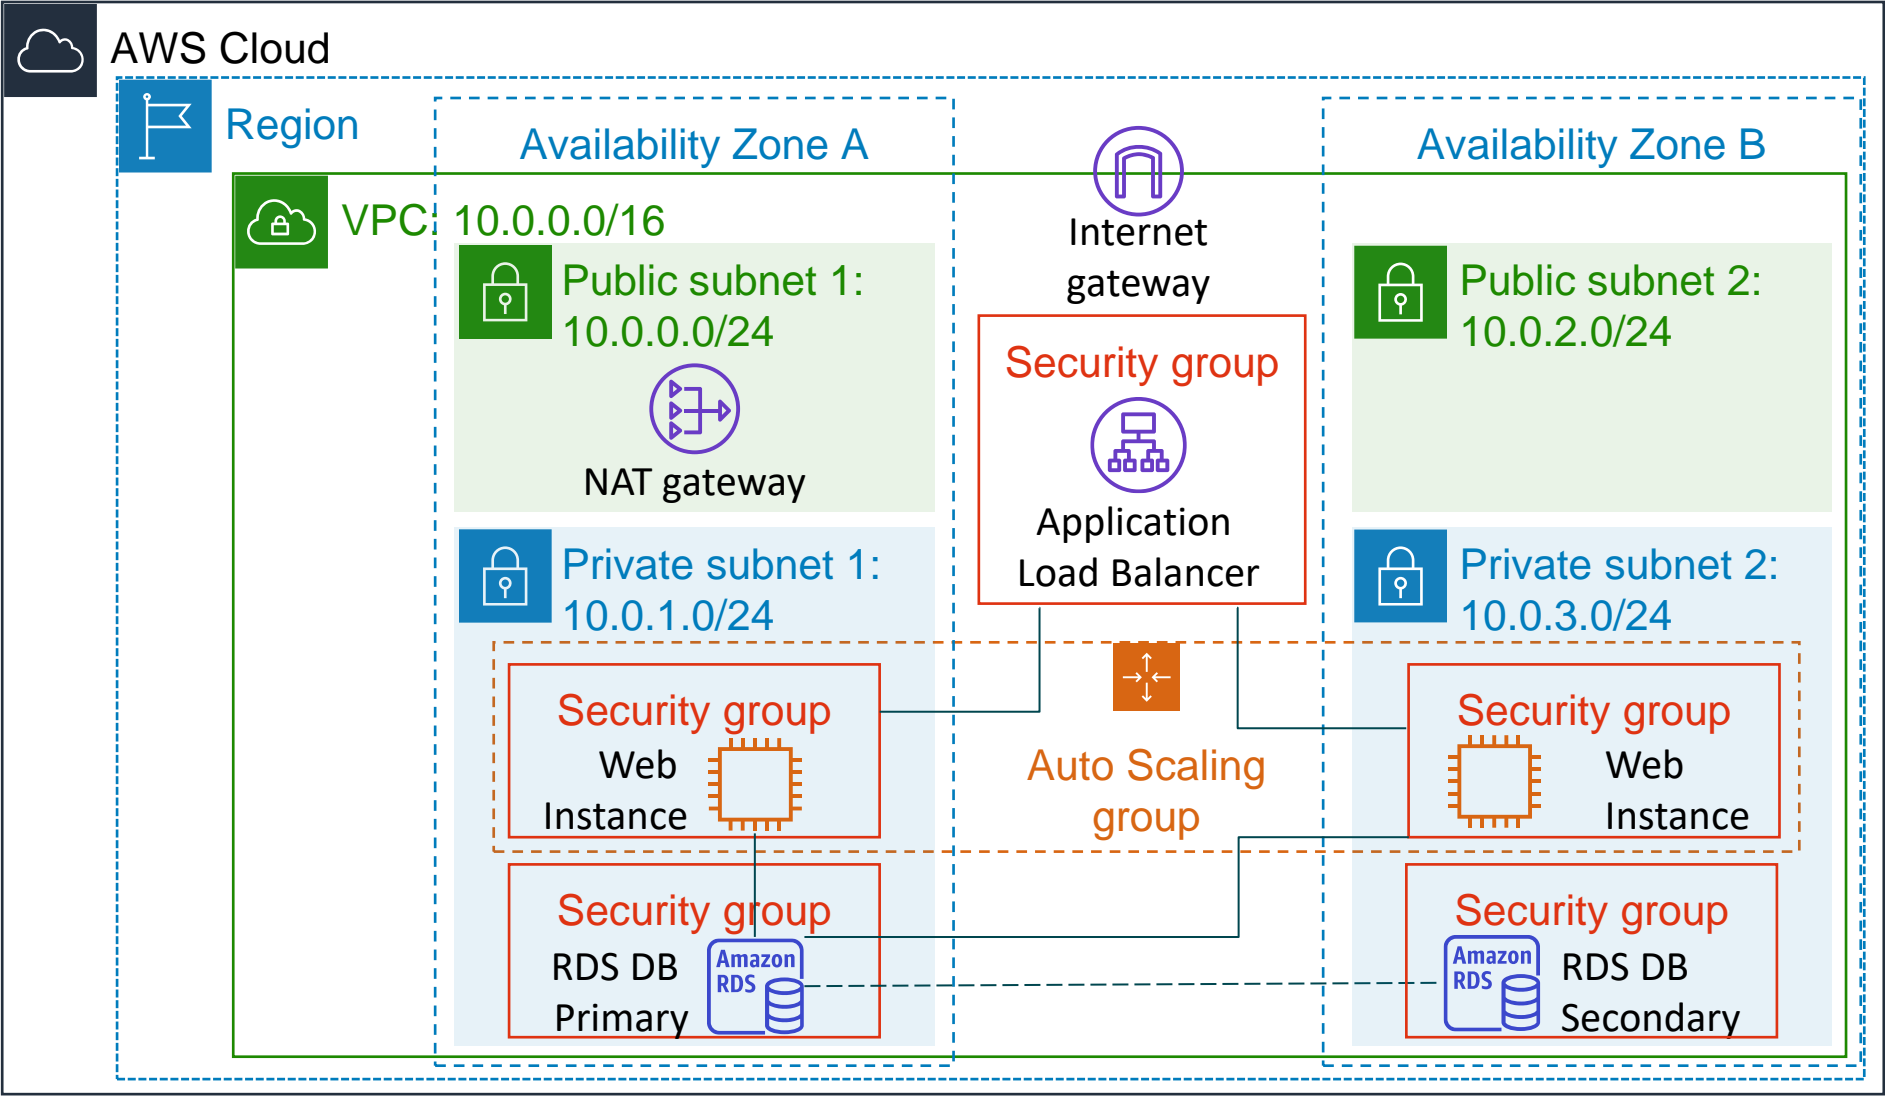 AWS Cloud
Region
Availability Zone A
Availability Zone B
VPC: 10.0.0.0/16
Internet
gateway
Public subnet 1:
10.0.0.0/24
NAT gateway
Security group
Application
Load Balancer
Public subnet 2:
10.0.2.0/24
Private subnet 1:
10.0.1.0/24
Private subnet 2:
10.0.3.0/24
Security group
Web
Instance
Auto Scaling
group
Security group
Web
Instance
Security group
RDS DB
Primary
Amazon
RDS
Security group
Amazon
RDS
RDS DB
Secondary